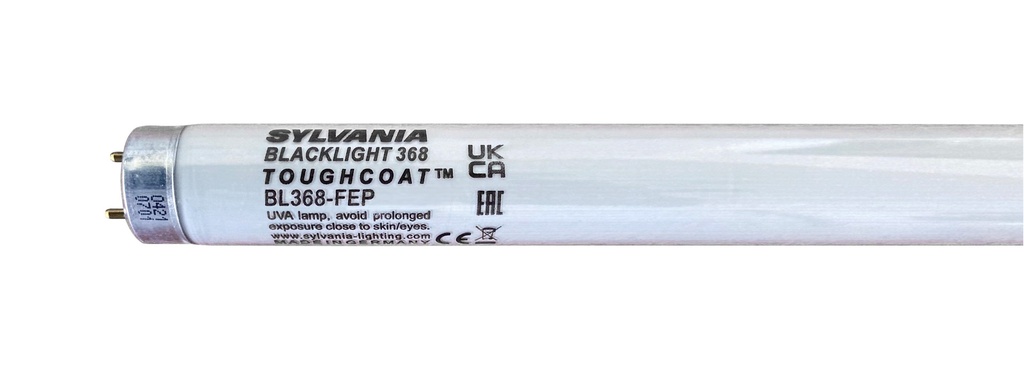 SYLVANIA
BLACKLIGHT 368
TOUGHCOAT™
BL368-FEP
UVA lamp, avoid prolonged
exposure close to skin/eyes.
www.sylvania-lighting.com
MADE IN GERMANY CE
UK
CA
EAC
0421
0701